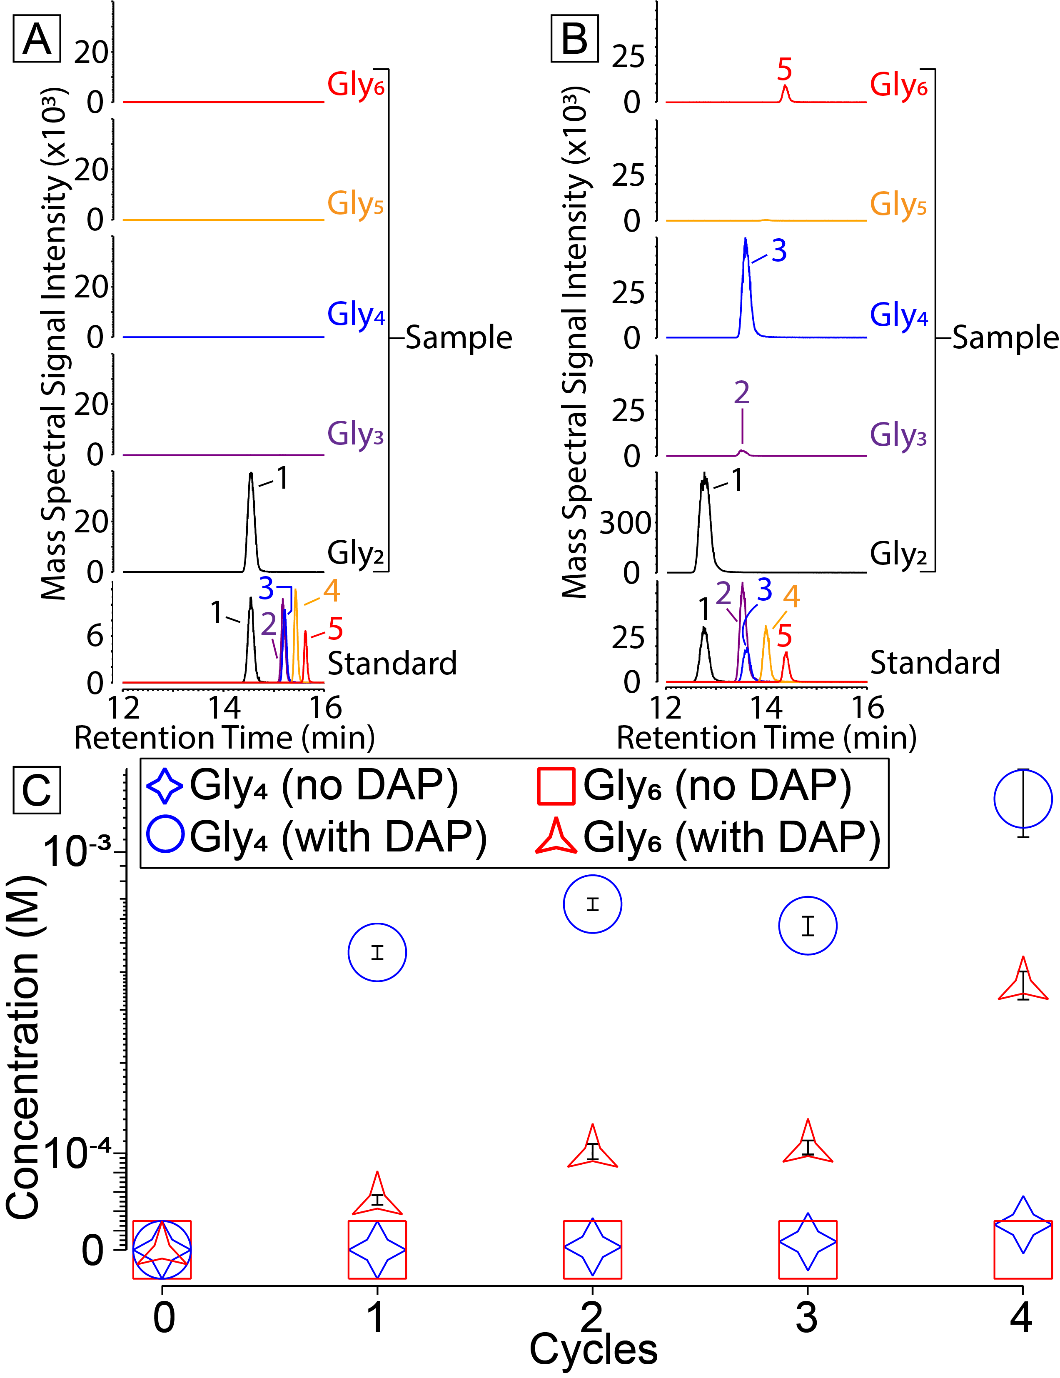 A
Mass Spectral Signal Intensity (x10³)
20
0
Gly₆
20
0
Gly₅
20
0
Gly₄
Sample
20
0
Gly₃
20
0
1
Gly₂
6
0
1
2
3
4
5
Standard
12 14 16
Retention Time (min)
B
Mass Spectral Signal Intensity (x10³)
25
0
5
Gly₆
25
0
Gly₅
25
0
3
Gly₄
Sample
25
0
2
Gly₃
300
0
1
Gly₂
25
0
1
2
3
4
5
Standard
12 14 16
Retention Time (min)
C
Gly₄ (no DAP)
Gly₆ (no DAP)
Gly₄ (with DAP)
Gly₆ (with DAP)
Concentration (M)
10⁻³
10⁻⁴
0
0 1 2 3 4
Cycles